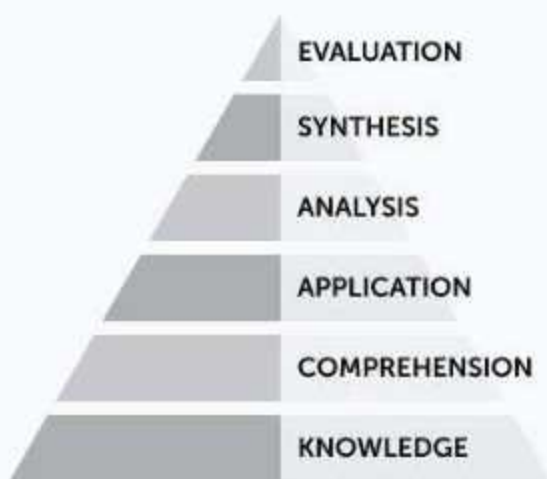 EVALUATION
SYNTHESIS
ANALYSIS
APPLICATION
COMPREHENSION
KNOWLEDGE